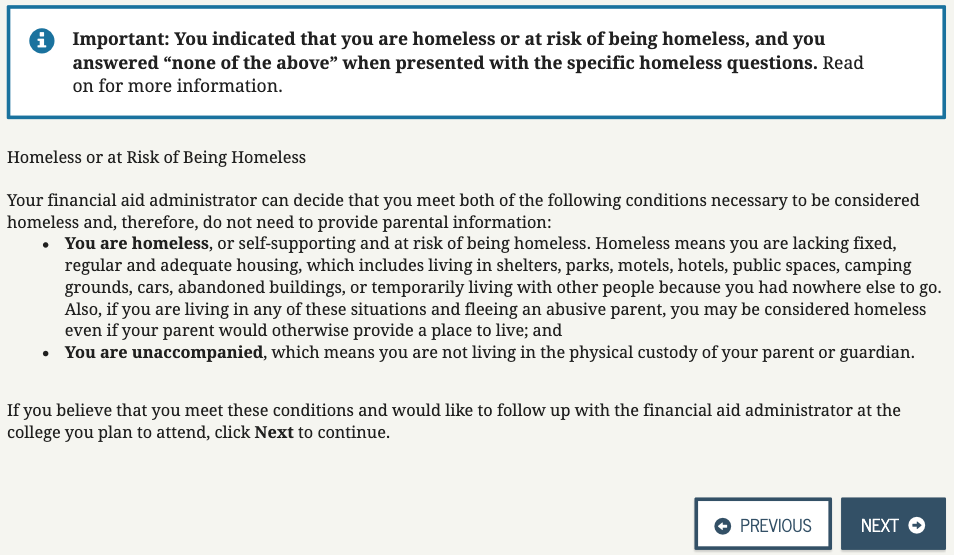 Important: You indicated that you are homeless or at risk of being homeless, and you
answered “none of the above” when presented with the specific homeless questions. Read
on for more information.
Homeless or at Risk of Being Homeless
Your financial aid administrator can decide that you meet both of the following conditions necessary to be considered
homeless and, therefore, do not need to provide parental information:
• You are homeless, or self-supporting and at risk of being homeless. Homeless means you are lacking fixed,
regular and adequate housing, which includes living in shelters, parks, motels, hotels, public spaces, camping
grounds, cars, abandoned buildings, or temporarily living with other people because you had nowhere else to go.
Also, if you are living in any of these situations and fleeing an abusive parent, you may be considered homeless
even if your parent would otherwise provide a place to live; and
• You are unaccompanied, which means you are not living in the physical custody of your parent or guardian.
If you believe that you meet these conditions and would like to follow up with the financial aid administrator at the
college you plan to attend, click Next to continue.
PREVIOUS
NEXT